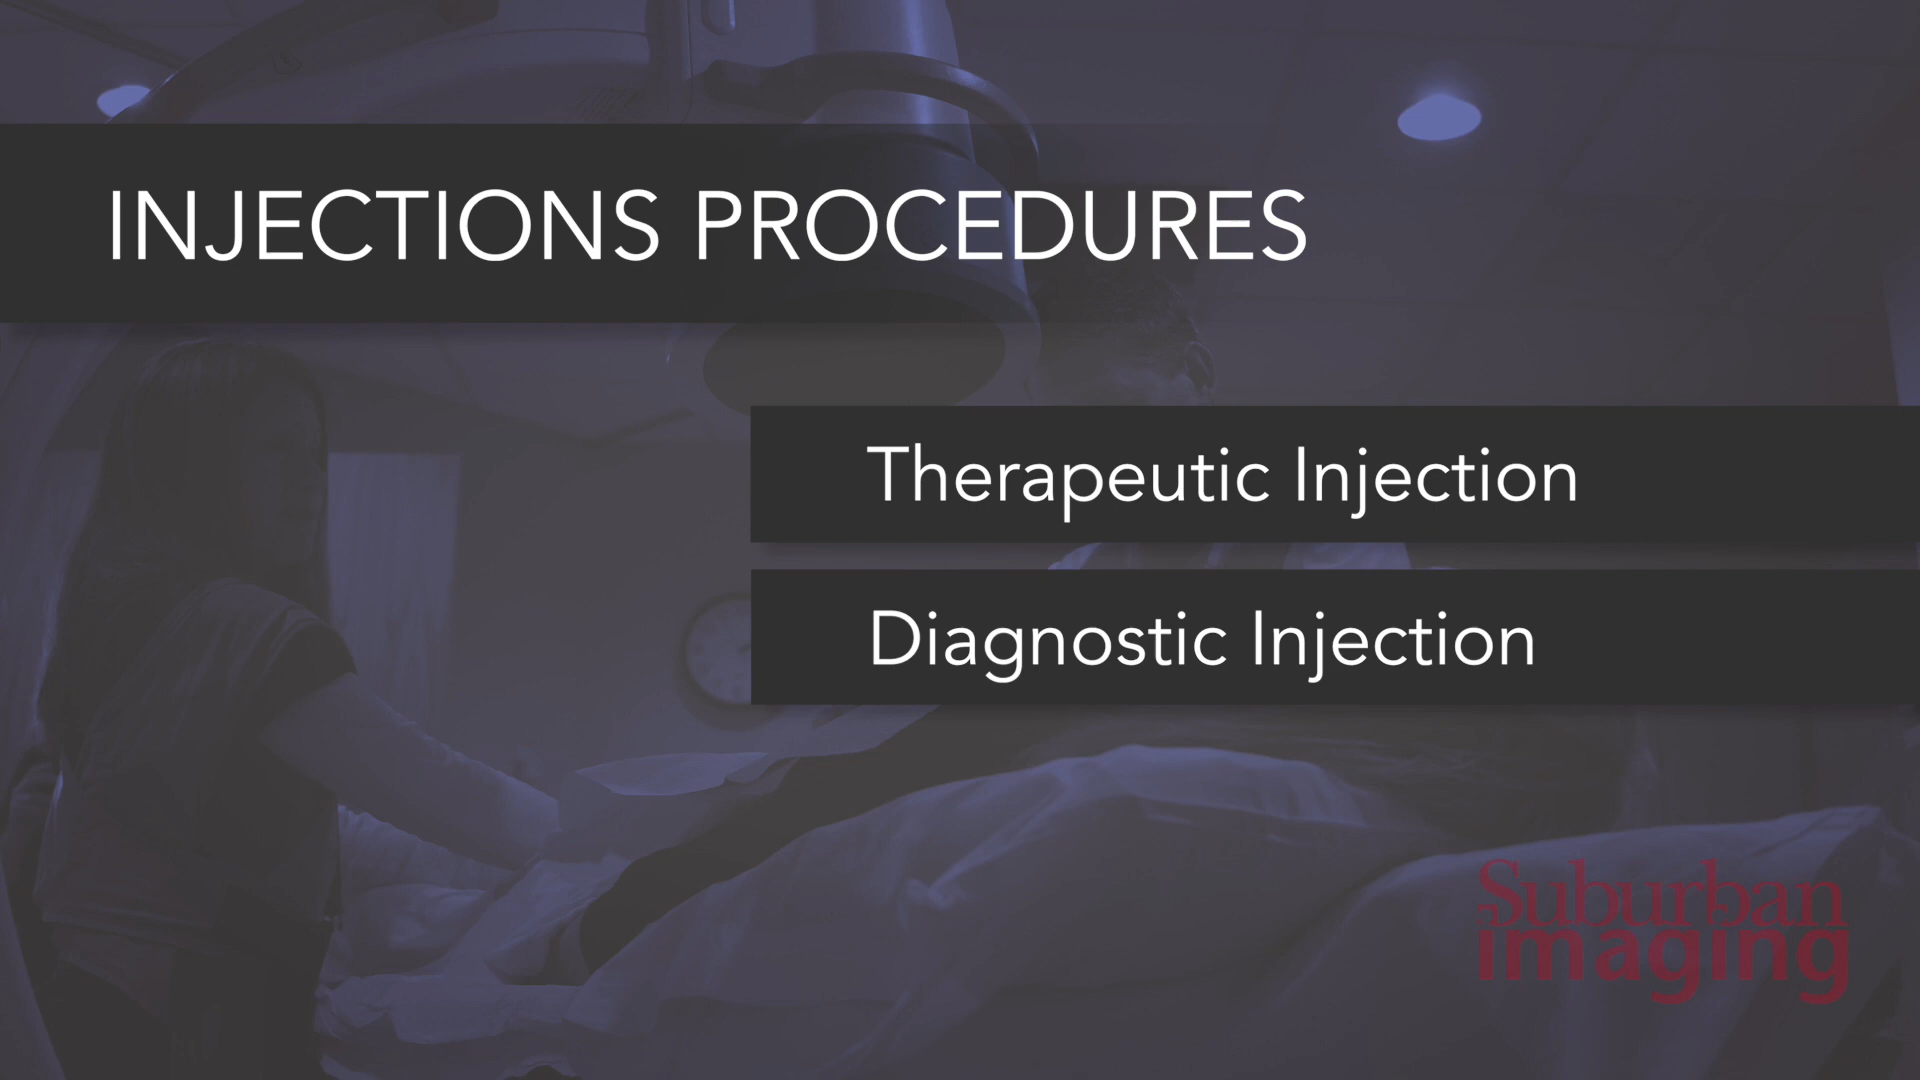 INJECTIONS PROCEDURES
Therapeutic Injection
Diagnostic Injection
Suburban
imaging